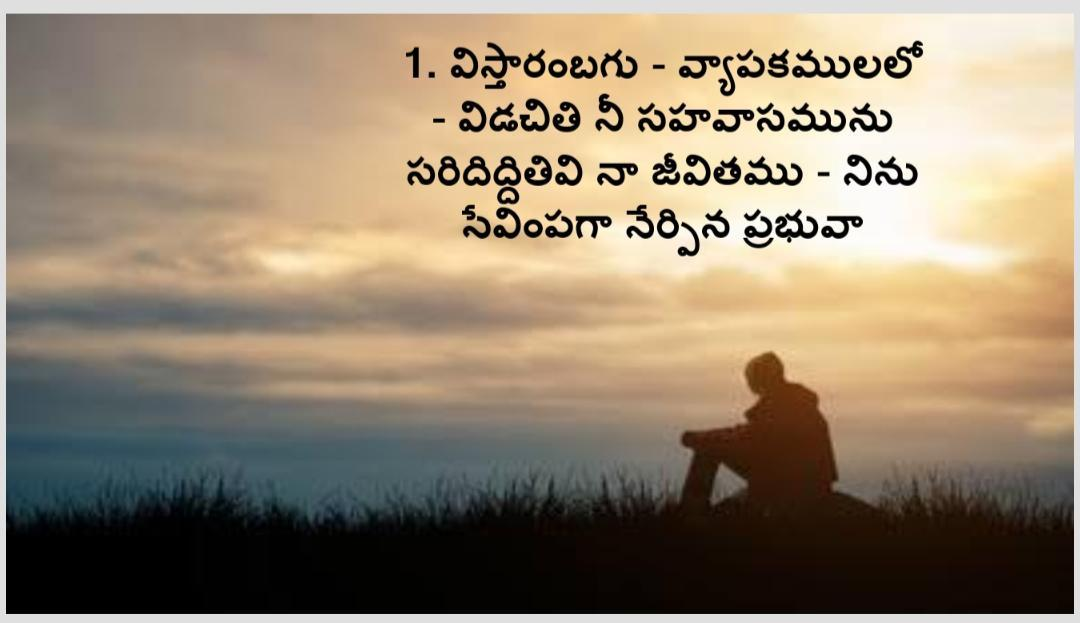 1. విస్తారంబగు - వ్యాపకములలో
- విడచితి నీ సహవాసమును
సరిదిద్దితివి నా జీవితము - నిను
సేవింపగా నేర్పిన ప్రభువా